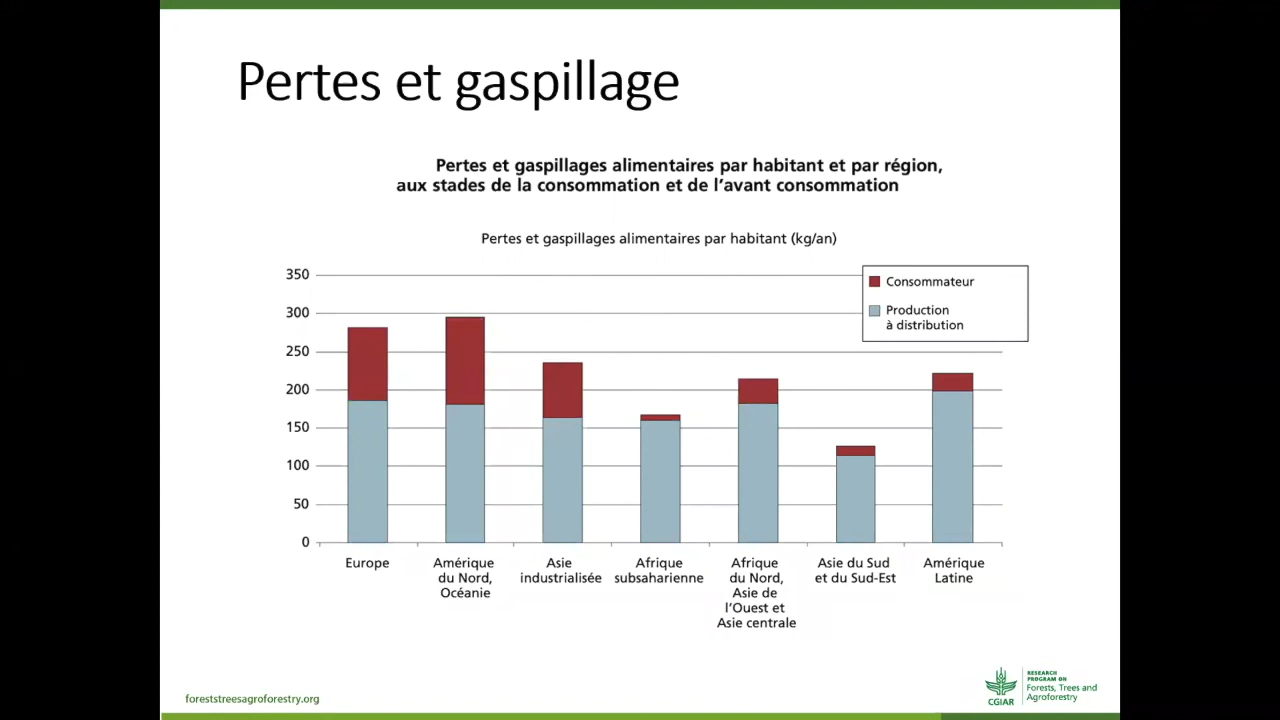 Pertes et gaspillage
Pertes et gaspillages alimentaires par habitant et par région,
aux stades de la consommation et de l'avant consommation
Pertes et gaspillages alimentaires par habitant (kg/an)
350
300
250
200
150
100
50
0
Consommateur
Production
à distribution
Europe
Amérique
du Nord,
Océanie
Asie
industrialisée
Afrique
subsaharienne
Afrique
du Nord,
Asie de
l'Ouest et
Asie centrale
Asie du Sud
et du Sud-Est
Amérique
Latine
foreststreesagroforestry.org
CGIAR
RESEARCH
PROGRAM ON
Forests, Trees and
Agroforestry